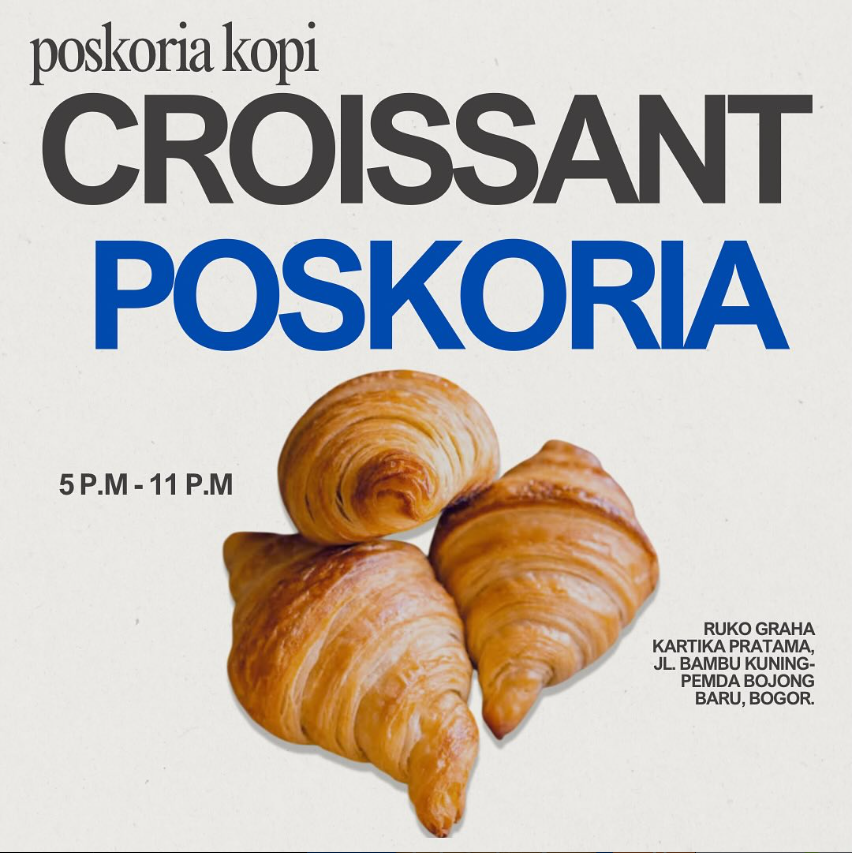 poskoria kopi
CROISSANT
POSKORIA
5 P.M - 11 P.M
RUKO GRAHA
KARTIKA PRATAMA,
JL. BAMBU KUNING-
PEMDA BOJONG
BARU, BOGOR.